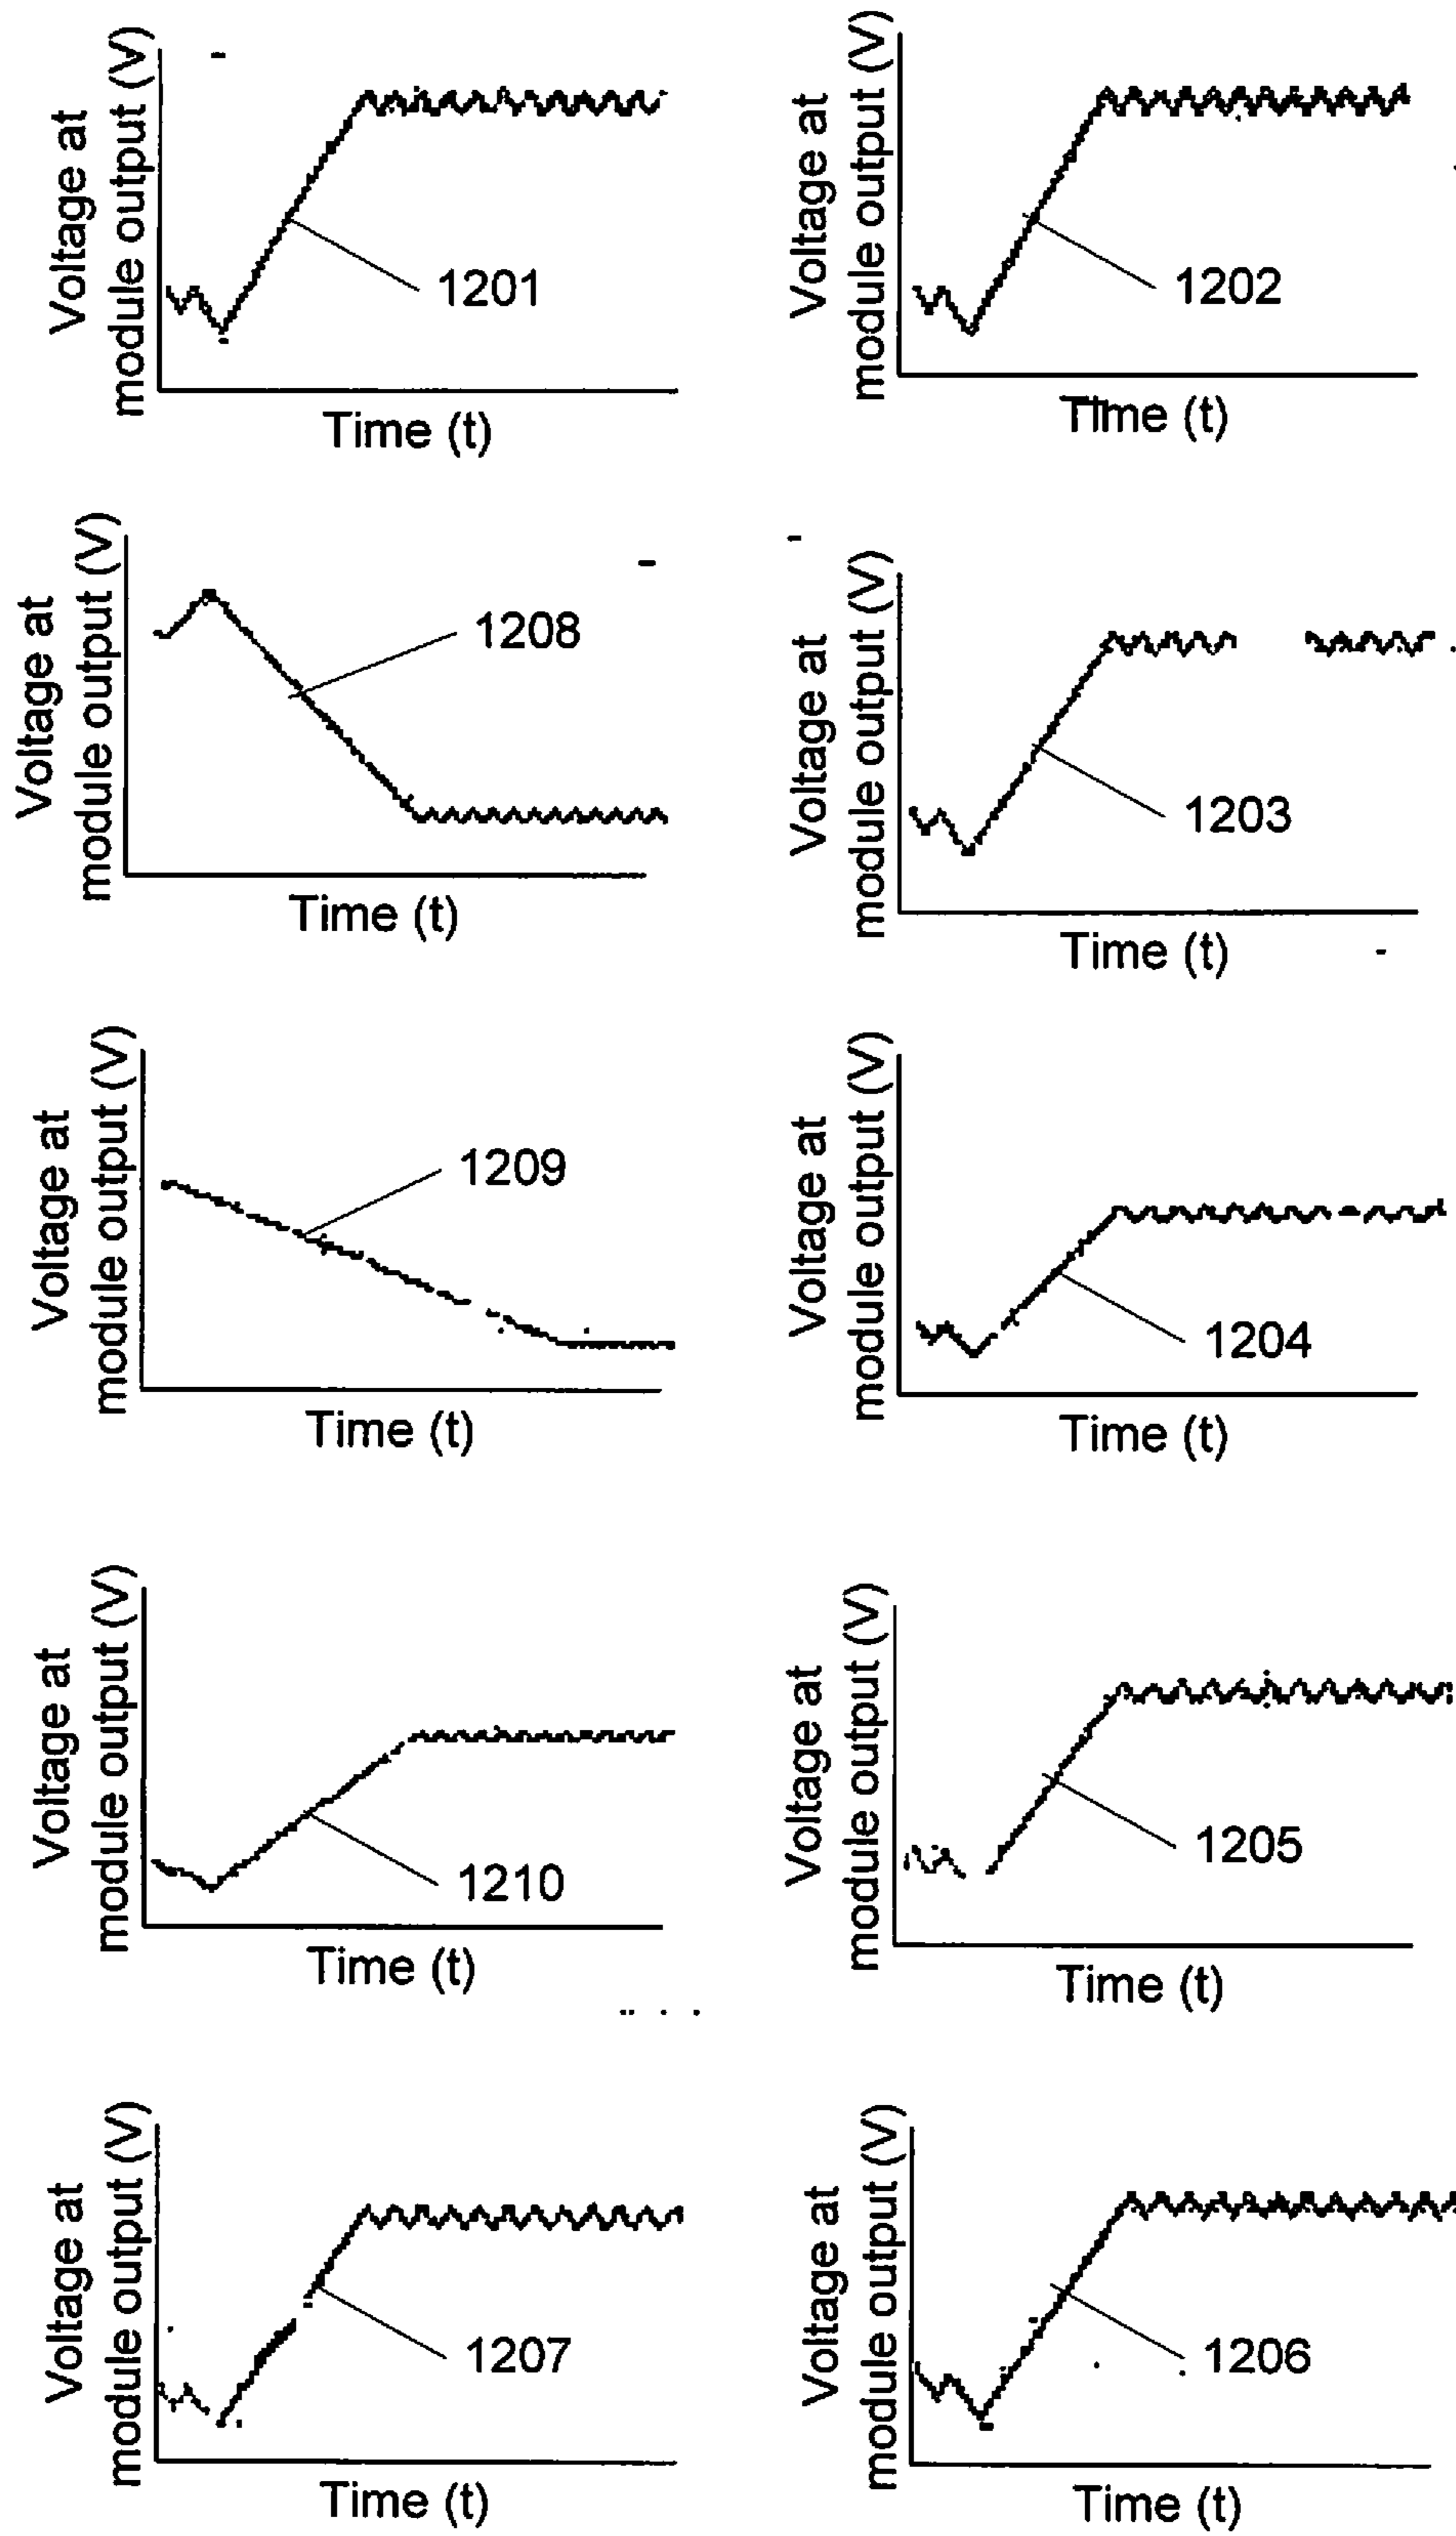 Voltage at
module output (V)
1201
Time (t)
Voltage at
module output (V)
1202
Time (t)
Voltage at
module output (V)
1208
Time (t)
Voltage at
module output (V)
1203
Time (t)
Voltage at
module output (V)
1209
Time (t)
Voltage at
module output (V)
1204
Time (t)
Voltage at
module output (V)
1210
Time (t)
Voltage at
module output (V)
1205
Time (t)
Voltage at
module output (V)
1207
Time (t)
Voltage at
module output (V)
1206
Time (t)